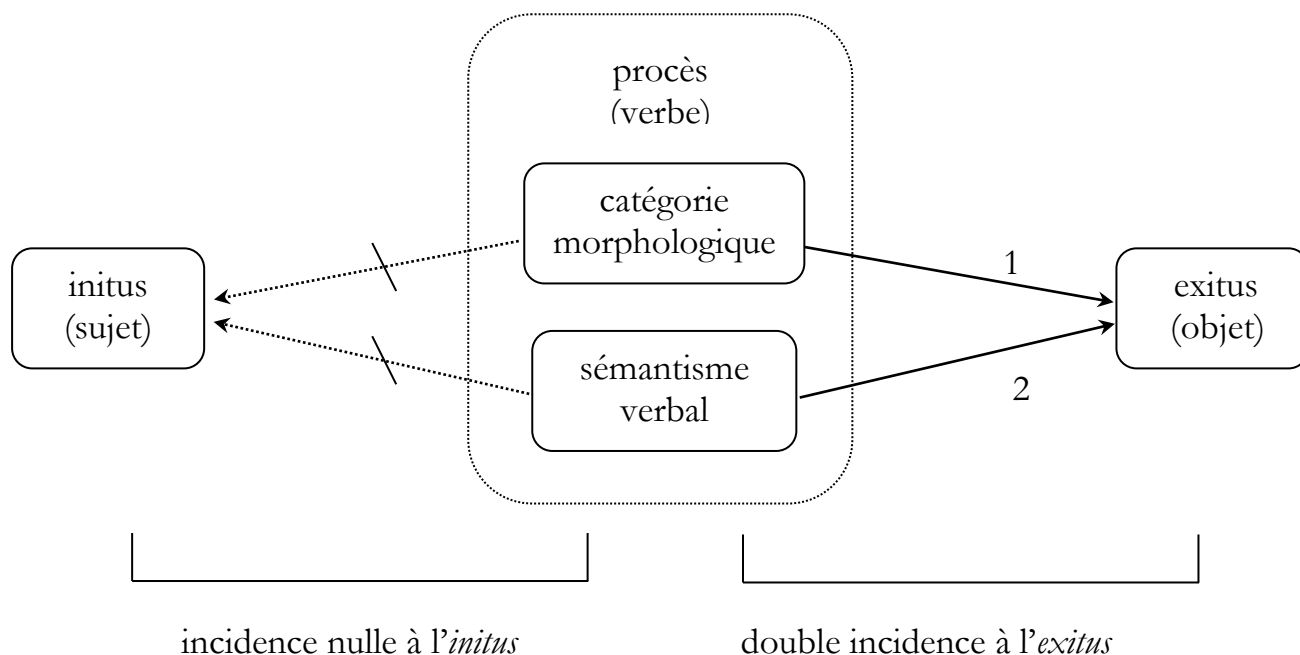 procès
(verbe)
catégorie
morphologique
1
initus
(sujet)
exitus
(objet)
sémantisme
verbal
2
incidence nulle à l’initus
double incidence à l’exitus